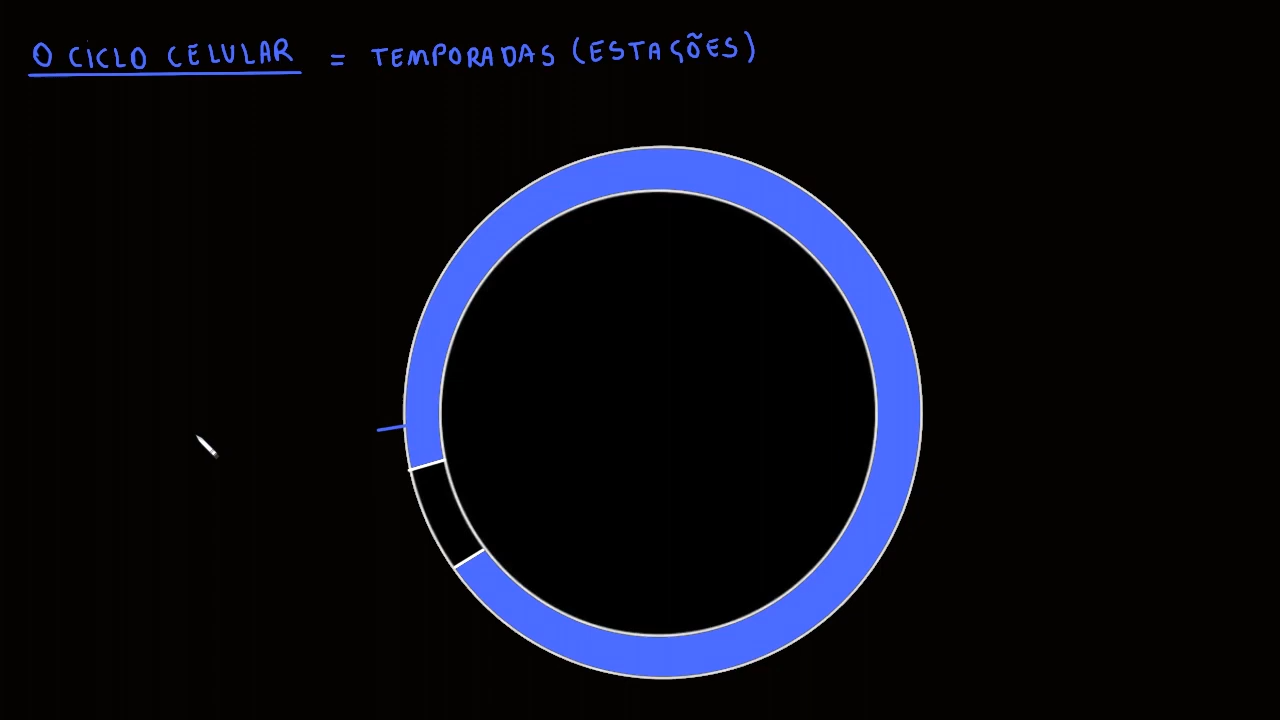 O CICLO CELULAR = TEMPORADAS (ESTAÇÕES)